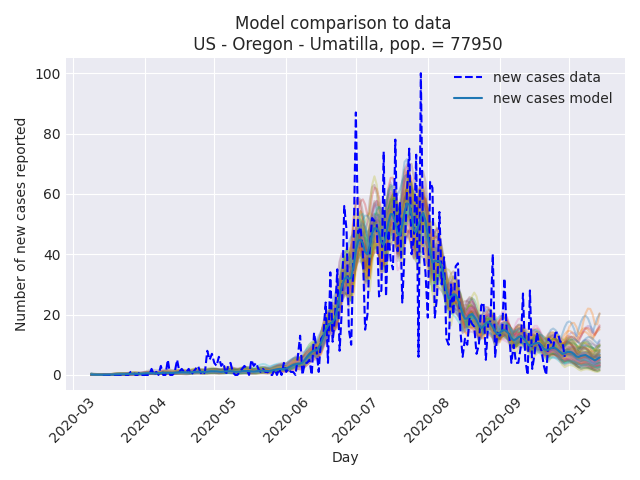 Model comparison to data
US - Oregon - Umatilla, pop. = 77950
new cases data
new cases model
Number of new cases reported
100
80
60
40
20
0
2020-03
2020-04
2020-05
2020-06
2020-07
2020-08
2020-09
2020-10
Day